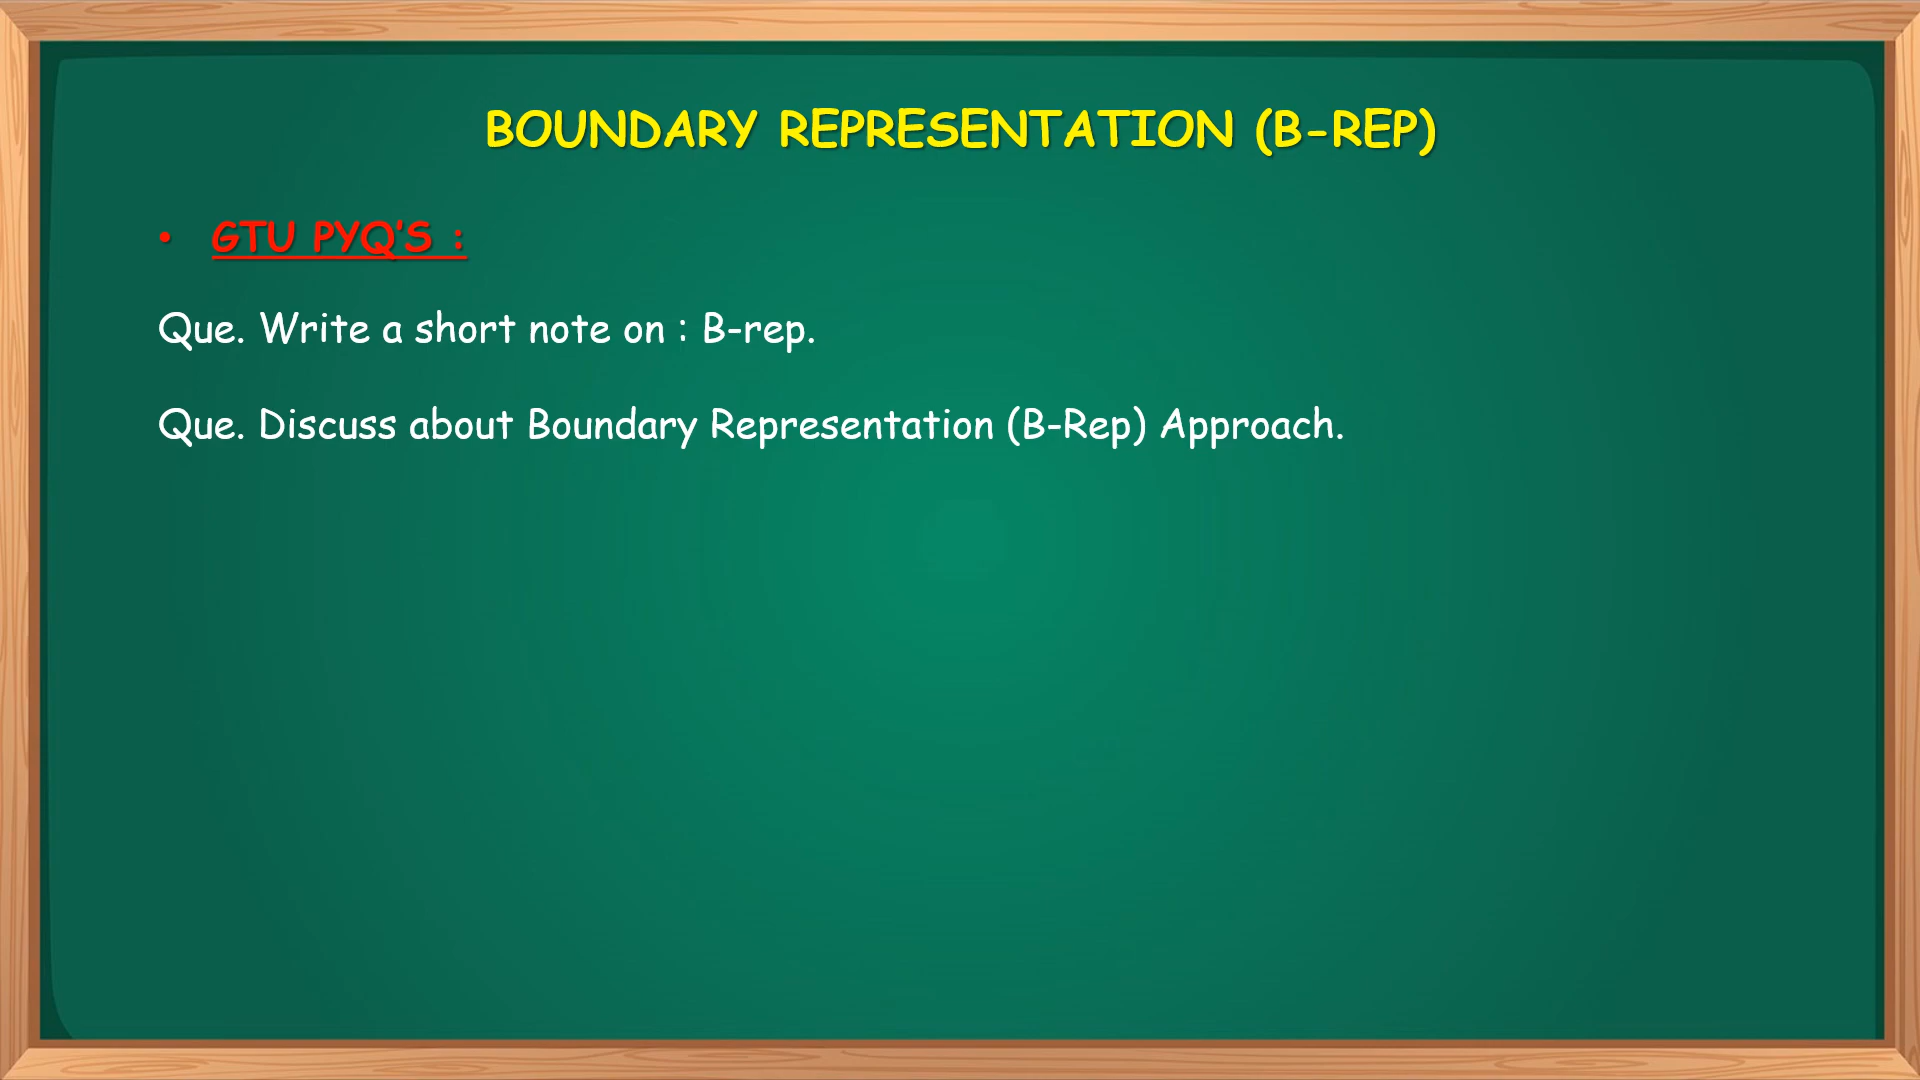 BOUNDARY REPRESENTATION (B-REP)
• GTU PYQ'S :
Que. Write a short note on : B-rep.
Que. Discuss about Boundary Representation (B-Rep) Approach.